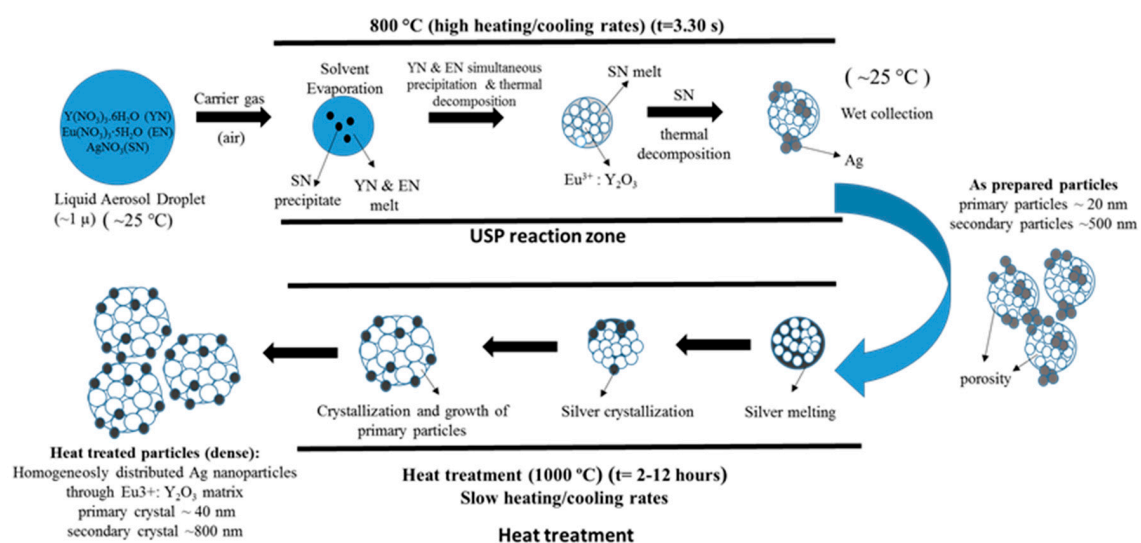 800 °C (high heating/cooling rates) (t=3.30 s)
Y(NO₃)₃.6H₂O (YN)
Eu(NO₃)₃·5H₂O (EN)
AgNO₃(SN)
Liquid Aerosol Droplet
(~1 μ) ( ~25 °C)
Carrier gas
(air)
Solvent
Evaporation
SN
precipitate
YN & EN
melt
YN & EN simultaneous
precipitation & thermal
decomposition
SN melt
Eu³⁺ : Y₂O₃
SN
thermal
decomposition
( ~25 °C )
Wet collection
Ag
USP reaction zone
As prepared particles
primary particles ~ 20 nm
secondary particles ~500 nm
porosity
Silver melting
Silver crystallization
Crystallization and growth of
primary particles
Heat treated particles (dense):
Homogeneosly distributed Ag nanoparticles
through Eu3+: Y₂O₃ matrix
primary crystal ~ 40 nm
secondary crystal ~800 nm
Heat treatment (1000 ºC) (t= 2-12 hours)
Slow heating/cooling rates
Heat treatment